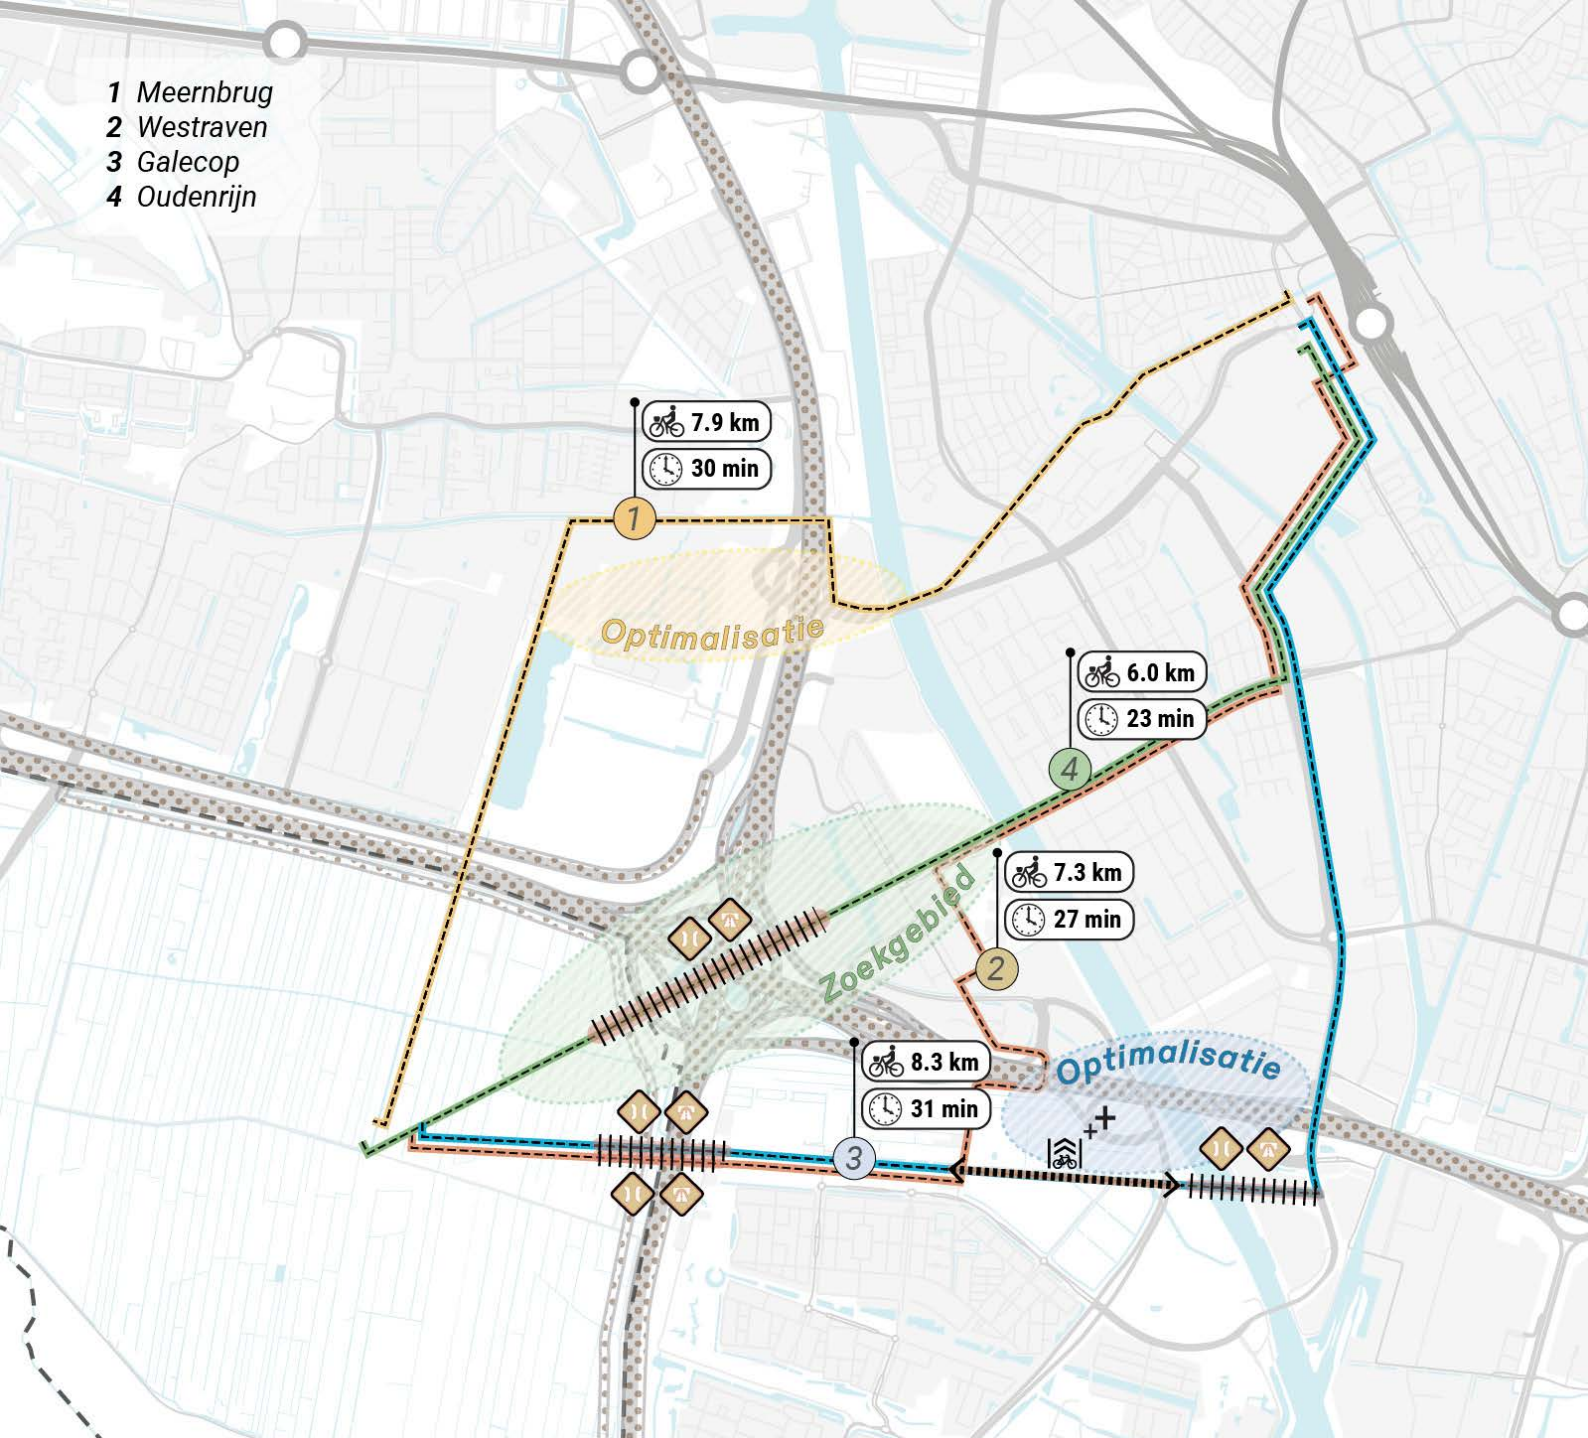 1 Meernbrug
2 Westraven
3 Galecop
4 Oudenrijn
7.9 km
30 min
1
Optimalisatie
6.0 km
23 min
4
7.3 km
27 min
2
Zoekgebied
8.3 km
31 min
3
Optimalisatie
++